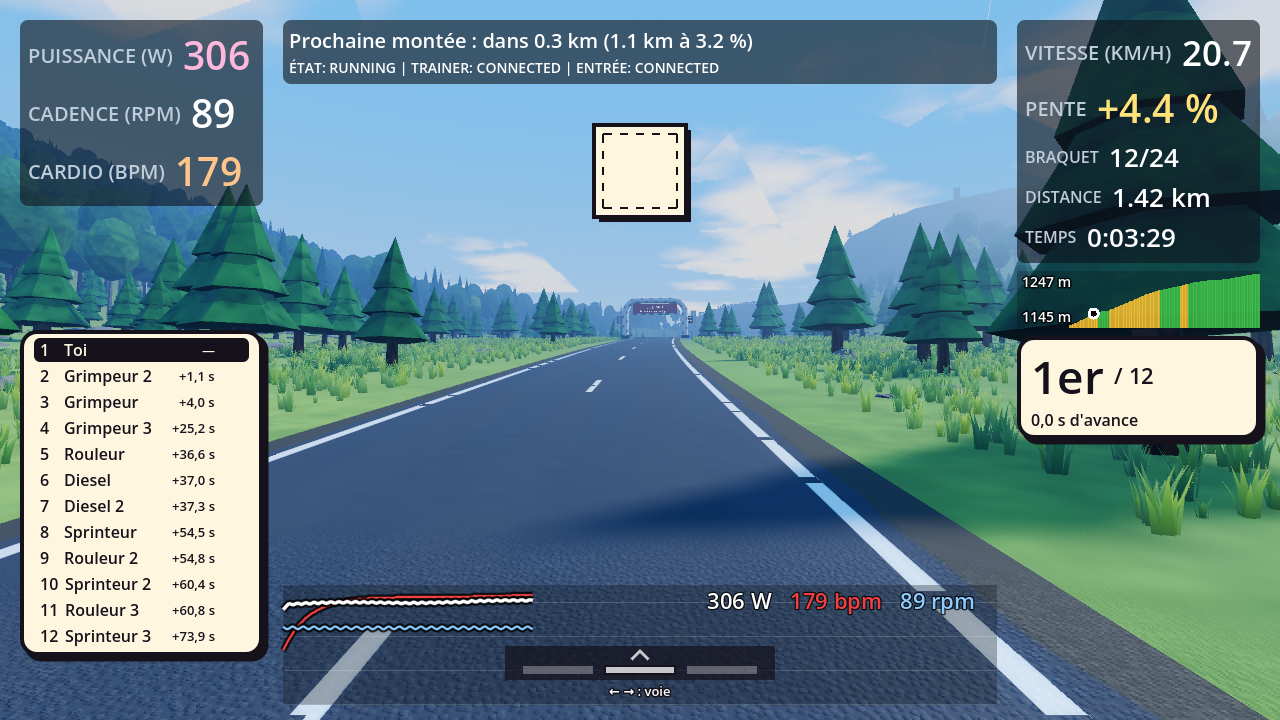 PUISSANCE (W) 306
CADENCE (RPM) 89
CARDIO (BPM) 179
Prochaine montée : dans 0.3 km (1.1 km à 3.2 %)
ÉTAT: RUNNING | TRAINER: CONNECTED | ENTRÉE: CONNECTED
VITESSE (KM/H) 20.7
PENTE +4.4 %
BRAQUET 12/24
DISTANCE 1.42 km
TEMPS 0:03:29
1247 m
1145 m
1er / 12
0,0 s d'avance
1 Toi —
2 Grimpeur 2 +1,1 s
3 Grimpeur +4,0 s
4 Grimpeur 3 +25,2 s
5 Rouleur +36,6 s
6 Diesel +37,0 s
7 Diesel 2 +37,3 s
8 Sprinteur +54,5 s
9 Rouleur 2 +54,8 s
10 Sprinteur 2 +60,4 s
11 Rouleur 3 +60,8 s
12 Sprinteur 3 +73,9 s
306 W 179 bpm 89 rpm
← → : voie